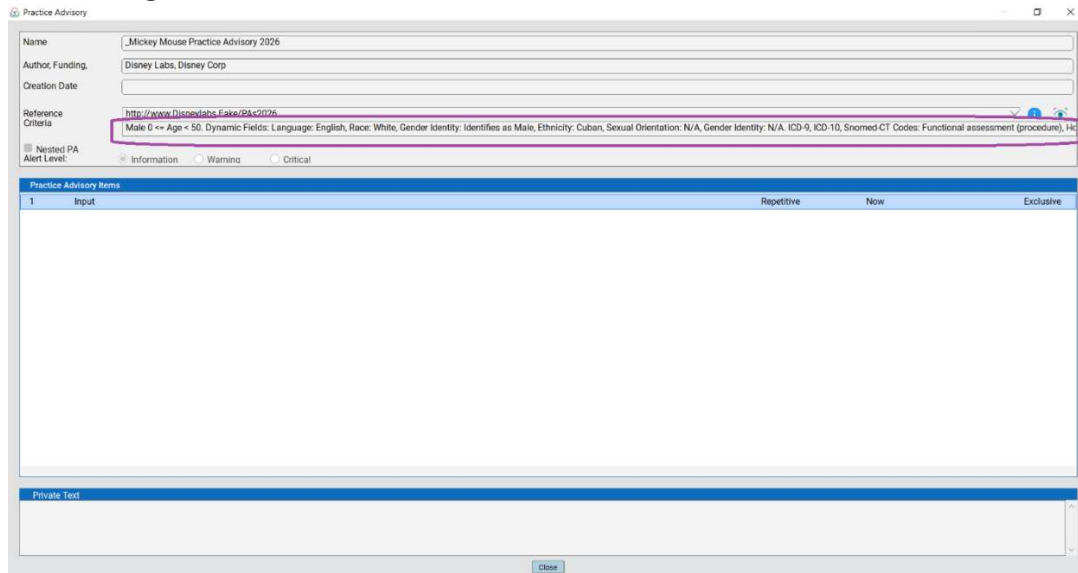 Practice Advisory
Name _Mickey Mouse Practice Advisory 2026
Author, Funding, Disney Labs, Disney Corp
Creation Date
Reference http://www.Disneylabs.Fake/PAs2026
Criteria Male 0 <= Age < 50. Dynamic Fields: Language: English, Race: White, Gender Identity: Identifies as Male, Ethnicity: Cuban, Sexual Orientation: N/A, Gender Identity: N/A. ICD-9, ICD-10, Snomed-CT Codes: Functional assessment (procedure), Ho
Nested PA
Alert Level: Information Warning Critical
Practice Advisory Items
1 Input Repetitive Now Exclusive
Private Text
Close